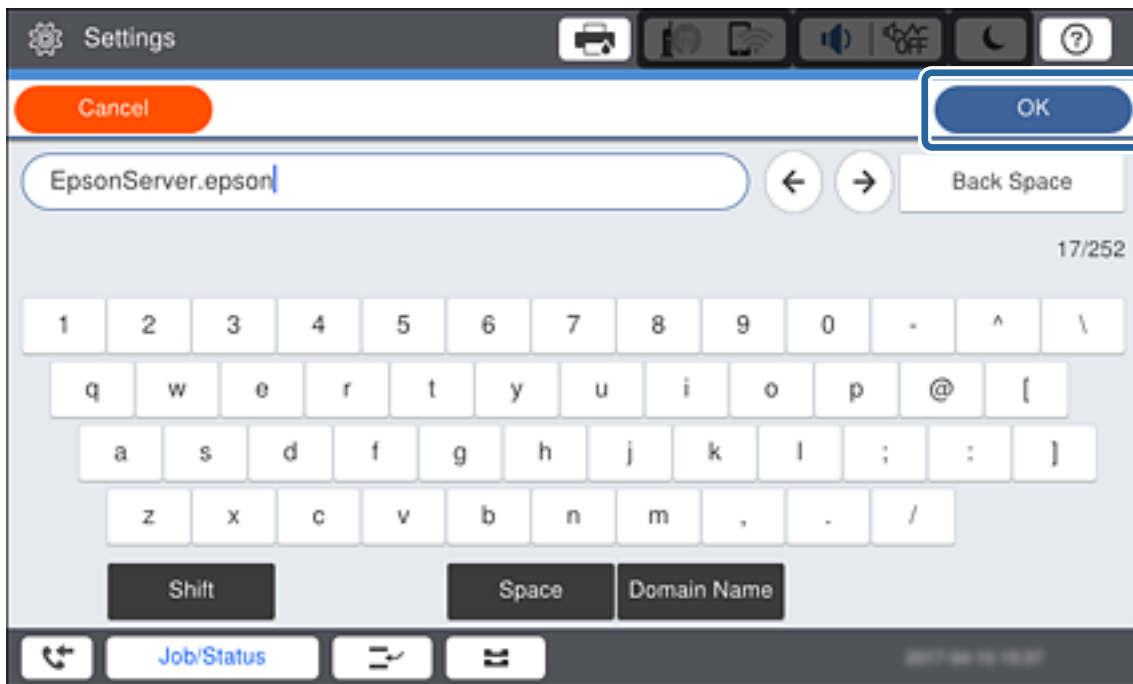 Settings
OFF
?
Cancel
OK
EpsonServer.epson
← → Back Space
17/252
1 2 3 4 5 6 7 8 9 0 - ^ \
q w e r t y u i o p @ [
a s d f g h j k l ; : ]
z x c v b n m , . /
Shift Space Domain Name
Job/Status